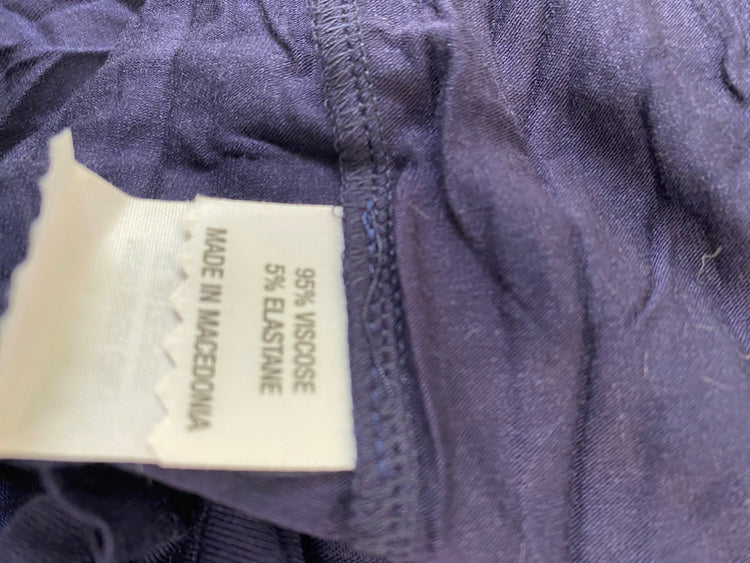 95% VISCOSE
5% ELASTANE
MADE IN MACEDONIA